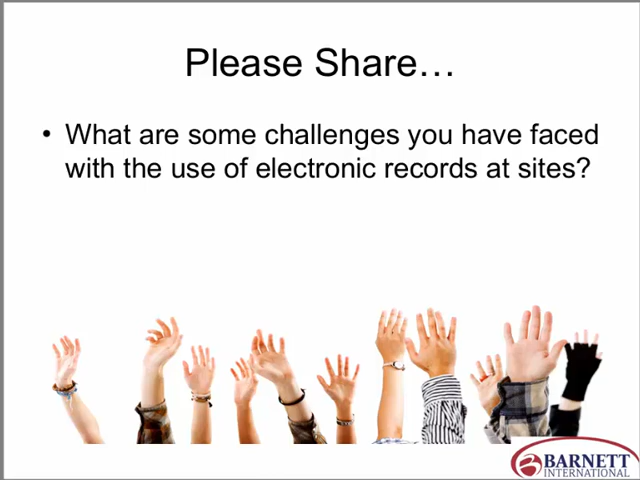 Please Share…
• What are some challenges you have faced
with the use of electronic records at sites?
BARNETT
INTERNATIONAL